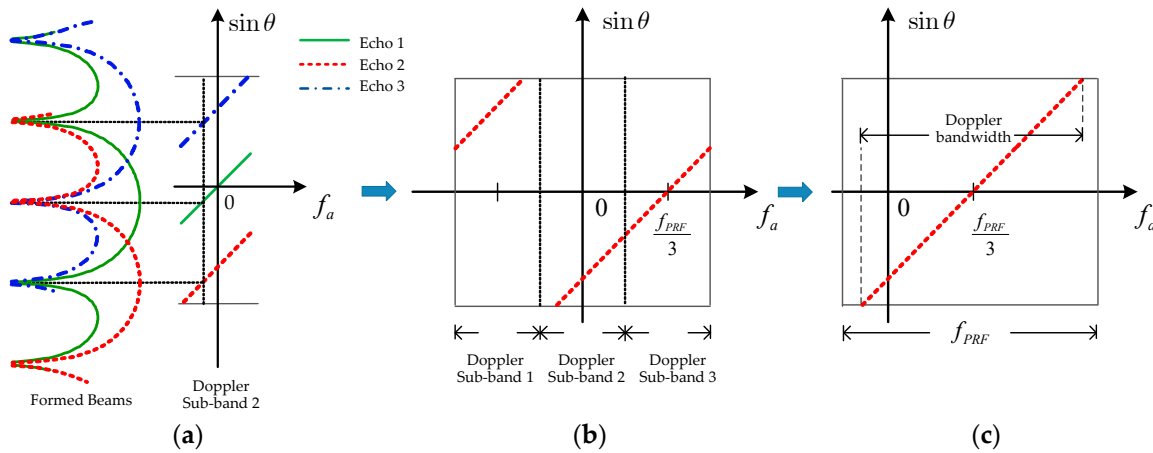 sin θ
Echo 1
Echo 2
Echo 3
0
f_a
Formed Beams
Doppler
Sub-band 2
(a)
sin θ
0
f_PRF
3
f_a
Doppler
Sub-band 1
Doppler
Sub-band 2
Doppler
Sub-band 3
(b)
sin θ
Doppler
bandwidth
0
f_PRF
3
f_a
f_PRF
(c)